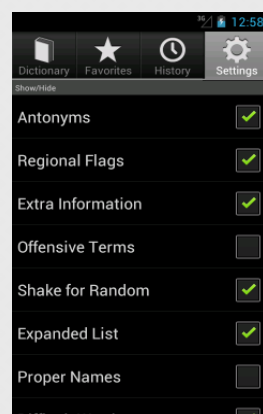 3G 12:58
Dictionary Favorites History Settings
Show/Hide
Antonyms
Regional Flags
Extra Information
Offensive Terms
Shake for Random
Expanded List
Proper Names